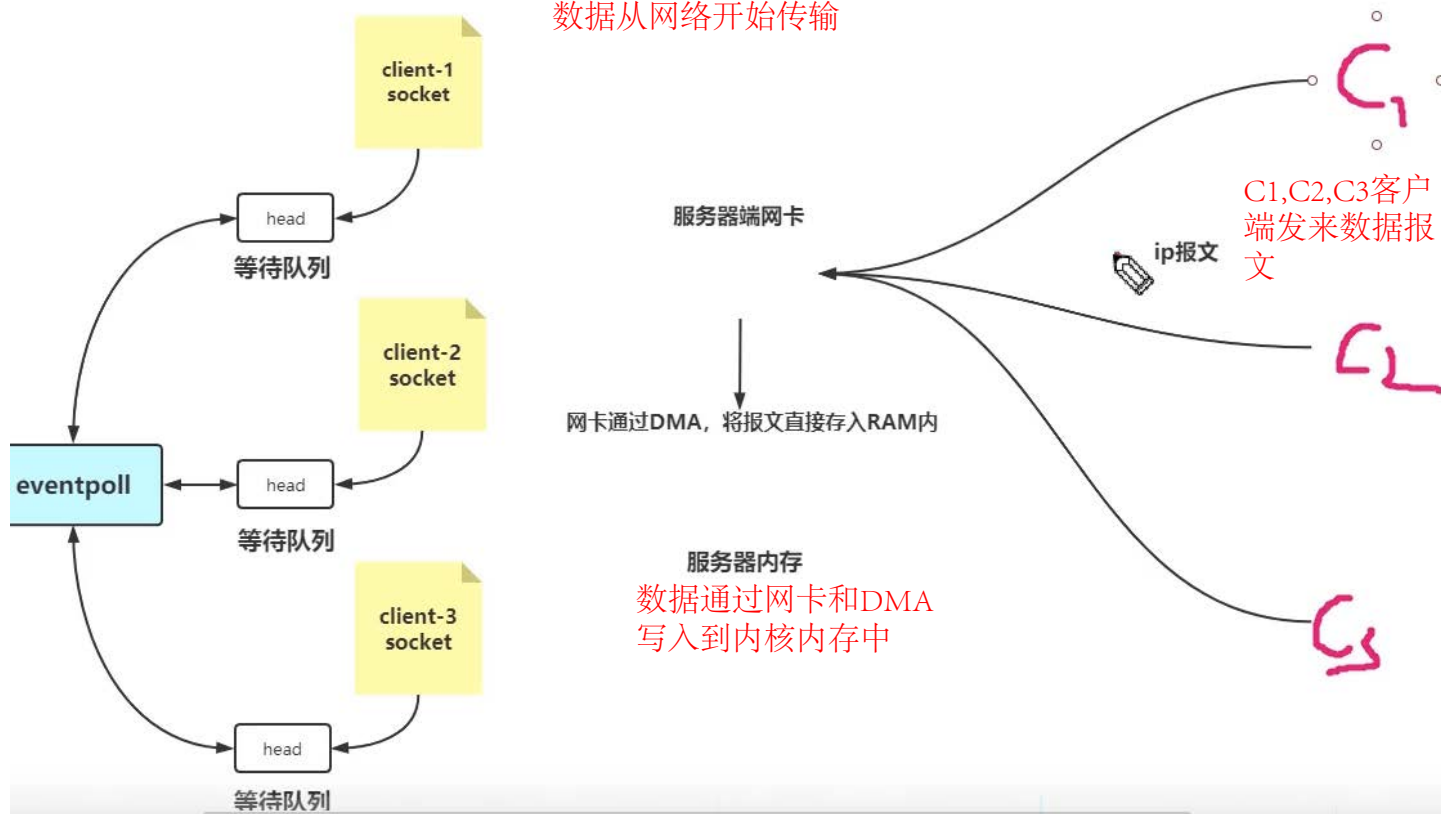 数据从网络开始传输
client-1
socket
head
等待队列
client-2
socket
eventpoll
head
等待队列
client-3
socket
head
等待队列
服务器端网卡
网卡通过DMA，将报文直接存入RAM内
服务器内存
数据通过网卡和DMA
写入到内核内存中
C1
C1,C2,C3客户
端发来数据报
文
ip报文
C2
C3